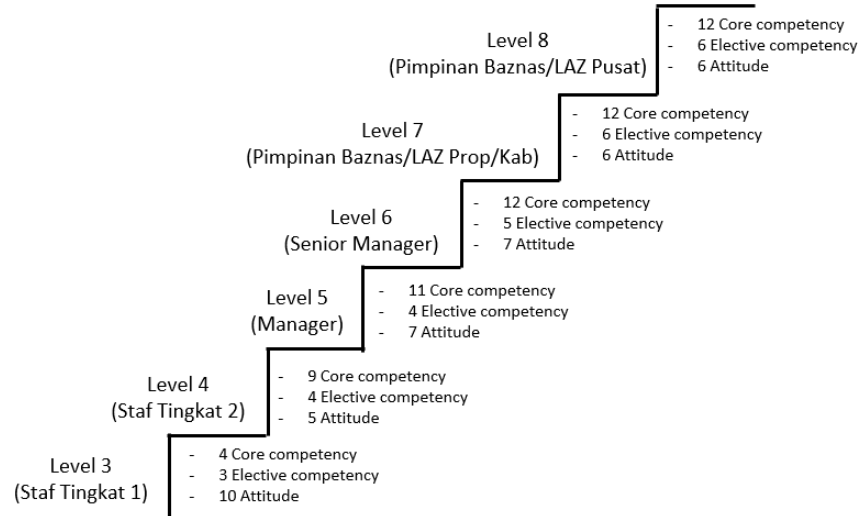 Level 8
(Pimpinan Baznas/LAZ Pusat)
- 12 Core competency
- 6 Elective competency
- 6 Attitude
Level 7
(Pimpinan Baznas/LAZ Prop/Kab)
- 12 Core competency
- 6 Elective competency
- 6 Attitude
Level 6
(Senior Manager)
- 12 Core competency
- 5 Elective competency
- 7 Attitude
Level 5
(Manager)
- 11 Core competency
- 4 Elective competency
- 7 Attitude
Level 4
(Staf Tingkat 2)
- 9 Core competency
- 4 Elective competency
- 5 Attitude
Level 3
(Staf Tingkat 1)
- 4 Core competency
- 3 Elective competency
- 10 Attitude